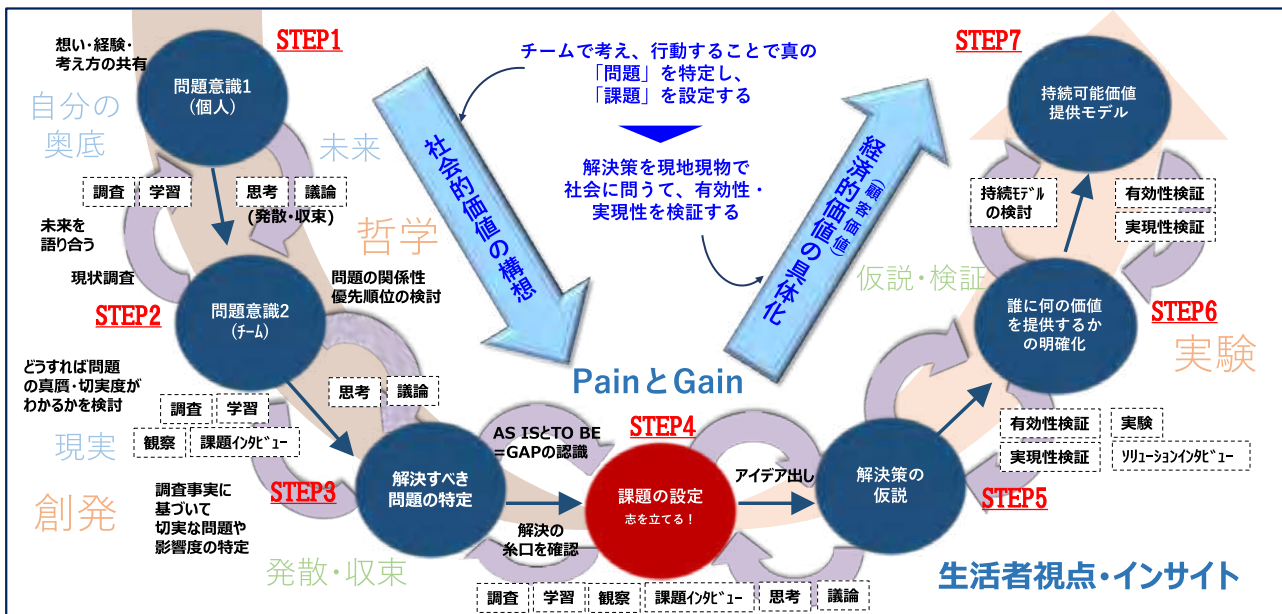 STEP1
想い・経験・
考え方の共有
問題意識1
(個人)
自分の
奥底
未来
調査
学習
思考
議論
(発散・収束)
未来を
語り合う
哲学
現状調査
問題の関係性
優先順位の検討
STEP2
問題意識2
(ﾁｰﾑ)
どうすれば問題
の真贋・切実度が
わかるかを検討
調査
学習
思考
議論
観察
課題ｲﾝﾀﾋﾞｭｰ
現実
創発
STEP3
調査事実に
基づいて
切実な問題や
影響度の特定
解決すべき
問題の特定
発散・収束
チームで考え、行動することで真の
「問題」を特定し、
「課題」を設定する
解決策を現地現物で
社会に問うて、有効性・
実現性を検証する
社会的価値の構想
経済的価値の具体化
(顧客価値)
PainとGain
AS ISとTO BE
=GAPの認識
STEP4
課題の設定
志を立てる！
解決の
糸口を確認
アイデア出し
調査
学習
観察
課題ｲﾝﾀﾋﾞｭｰ
思考
議論
解決策の
仮説
STEP5
有効性検証
実験
実現性検証
ｿﾘｭｰｼｮﾝｲﾝﾀﾋﾞｭｰ
誰に何の価値
を提供するか
の明確化
STEP6
実験
仮説・検証
持続ﾓﾃﾞﾙ
の検討
有効性検証
実現性検証
STEP7
持続可能価値
提供モデル
生活者視点・インサイト